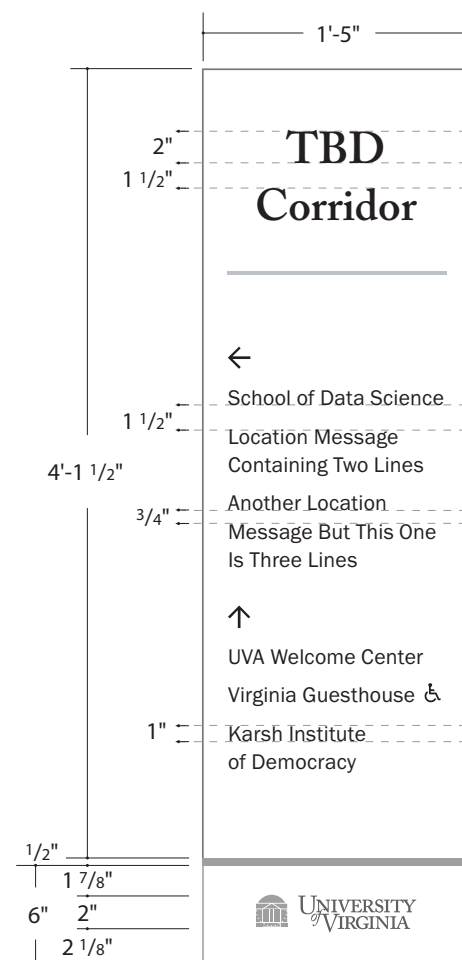 1'-5"
TBD
2"
1 1/2"
Corridor
School of Data Science
1 1/2"
Location Message
4'-1 1/2"
Containing Two Lines
Another Location
3/4"
Message But This One
Is Three Lines
UVA Welcome Center
Virginia Guesthouse
1"
Karsh Institute
of Democracy
1/2"
1 7/8"
6"
2"
UNIVERSITY
of VIRGINIA
2 1/8"